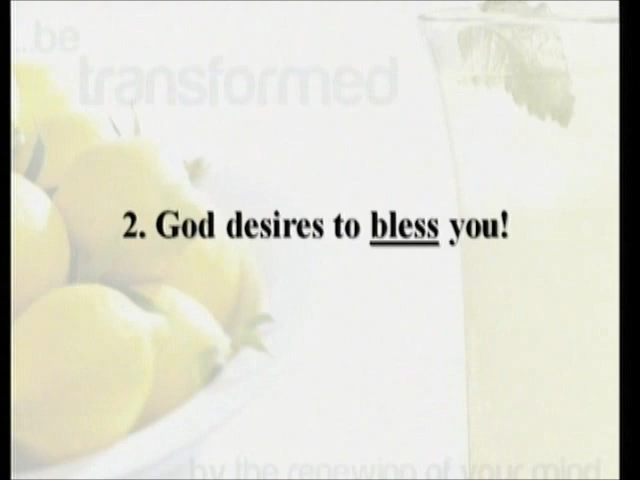 ..be
transformed
2. God desires to bless you!
by the renewing of your mind